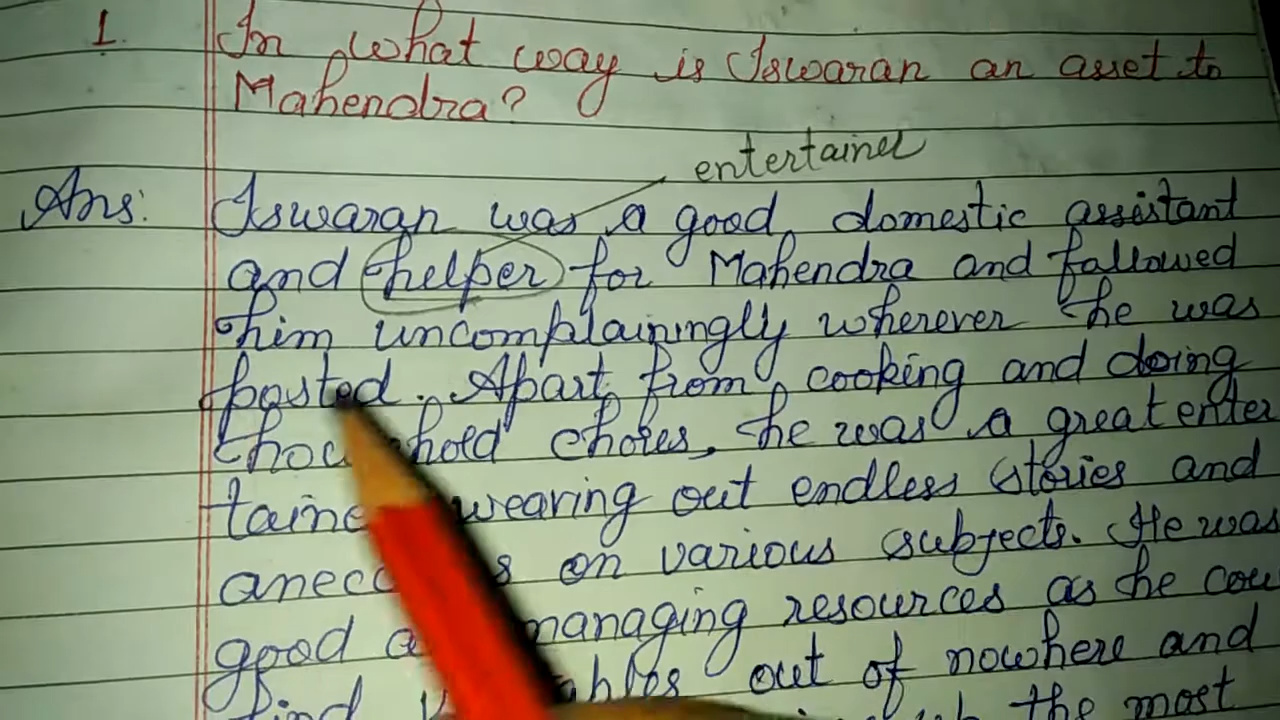 1. In what way is Iswaran an asset to
Mahendra?
entertainer
Ans: Iswaran was a good domestic assistant
and helper for Mahendra and fallowed
him uncomplainingly wherever he was
posted. Apart from cooking and doing
chores, he was a great enter
wearing out endless stories and
on various subjects. He was
good managing resources as he cou
out of nowhere and
the most